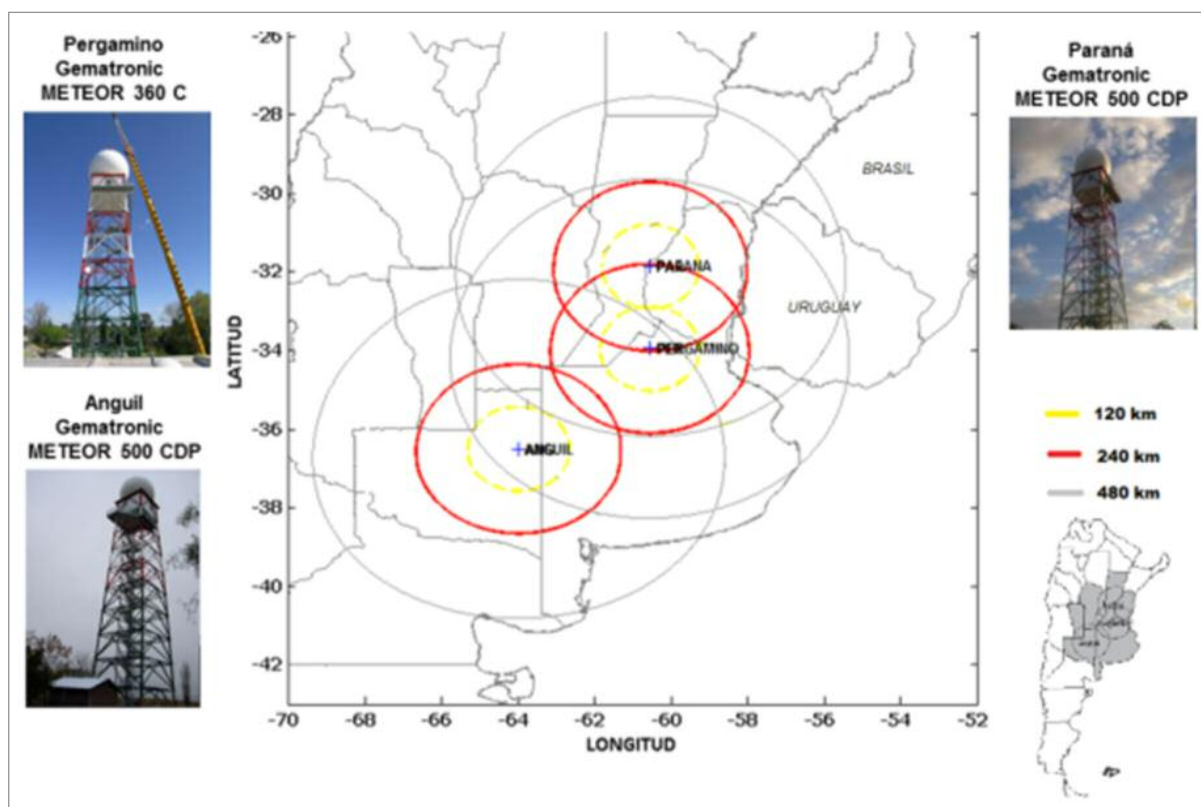 Pergamino
Gematronic
METEOR 360 C
Anguil
Gematronic
METEOR 500 CDP
LATITUD
-26
-28
-30
-32
-34
-36
-38
-40
-42
-70
-68
-66
-64
-62
-60
-58
-56
-54
-52
LONGITUD
BRASIL
URUGUAY
PARANA
PERGAMINO
ANGUIL
Paraná
Gematronic
METEOR 500 CDP
120 km
240 km
480 km